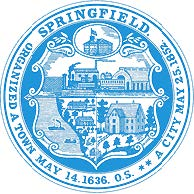 SPRINGFIELD
ORGANIZED A TOWN MAY 14.1636. O.S. ** A CITY MAY 25.1852.